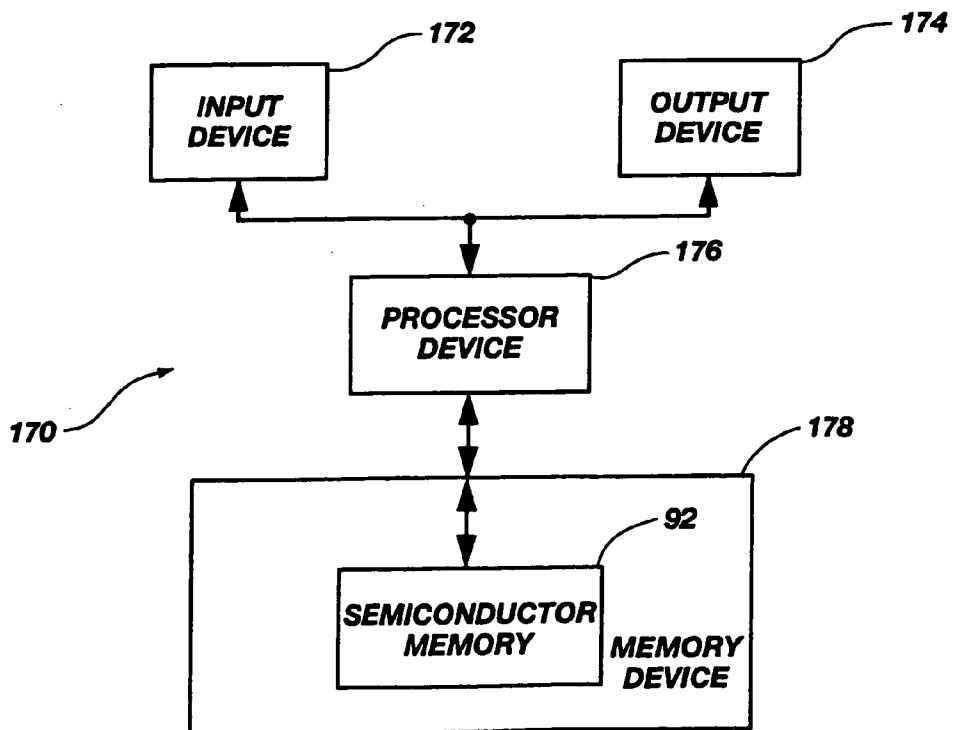 172
174
INPUT
DEVICE
OUTPUT
DEVICE
176
PROCESSOR
DEVICE
170
178
92
SEMICONDUCTOR
MEMORY
MEMORY
DEVICE